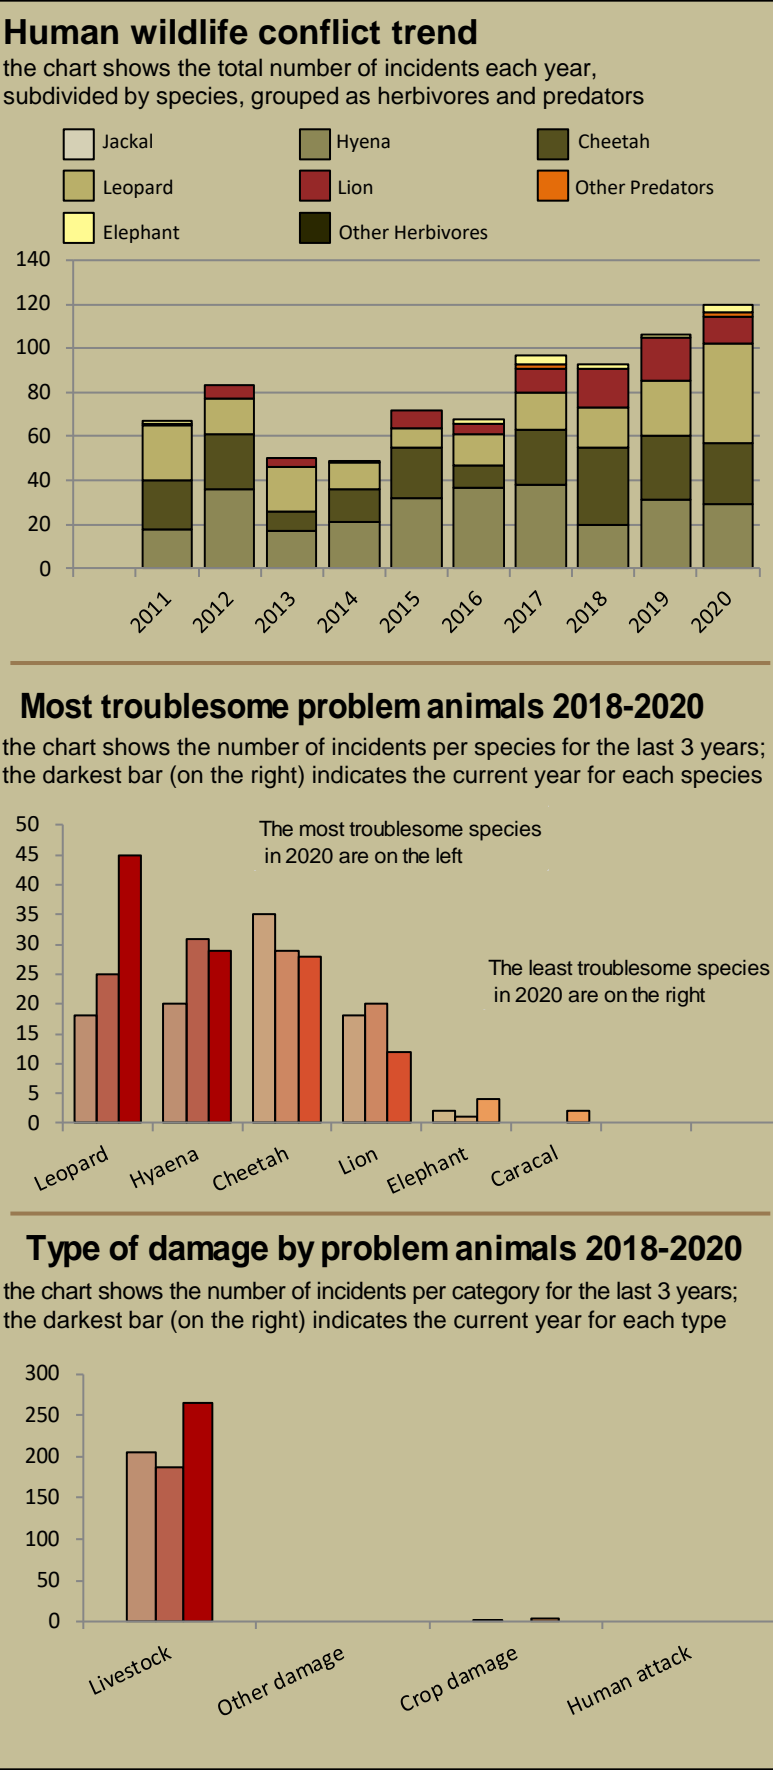 Human wildlife conflict trend
the chart shows the total number of incidents each year,
subdivided by species, grouped as herbivores and predators
Jackal
Hyena
Cheetah
Leopard
Lion
Other Predators
Elephant
Other Herbivores
140
120
100
80
60
40
20
0
2011
2012
2013
2014
2015
2016
2017
2018
2019
2020
Most troublesome problem animals 2018-2020
the chart shows the number of incidents per species for the last 3 years;
the darkest bar (on the right) indicates the current year for each species
The most troublesome species
in 2020 are on the left
The least troublesome species
in 2020 are on the right
50
45
40
35
30
25
20
15
10
5
0
Leopard
Hyaena
Cheetah
Lion
Elephant
Caracal
Type of damage by problem animals 2018-2020
the chart shows the number of incidents per category for the last 3 years;
the darkest bar (on the right) indicates the current year for each type
300
250
200
150
100
50
0
Livestock
Other damage
Crop damage
Human attack